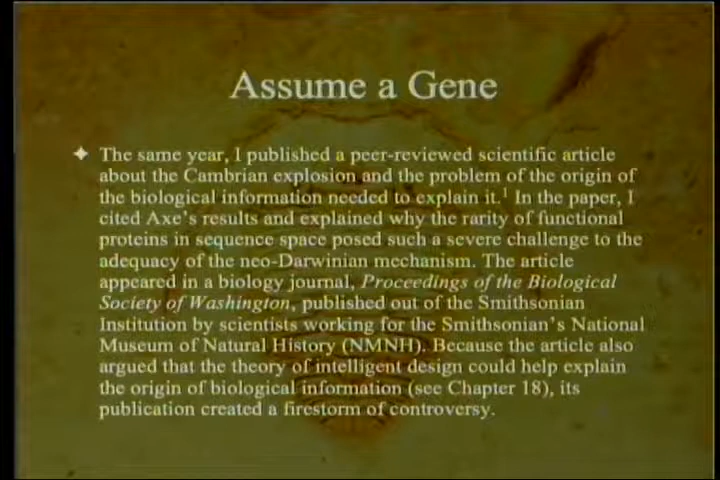 Assume a Gene
The same year, I published a peer-reviewed scientific article
about the Cambrian explosion and the problem of the origin of
the biological information needed to explain it.¹ In the paper, I
cited Axe's results and explained why the rarity of functional
proteins in sequence space posed such a severe challenge to the
adequacy of the neo-Darwinian mechanism. The article
appeared in a biology journal, Proceedings of the Biological
Society of Washington, published out of the Smithsonian
Institution by scientists working for the Smithsonian's National
Museum of Natural History (NMNH). Because the article also
argued that the theory of intelligent design could help explain
the origin of biological information (see Chapter 18), its
publication created a firestorm of controversy.